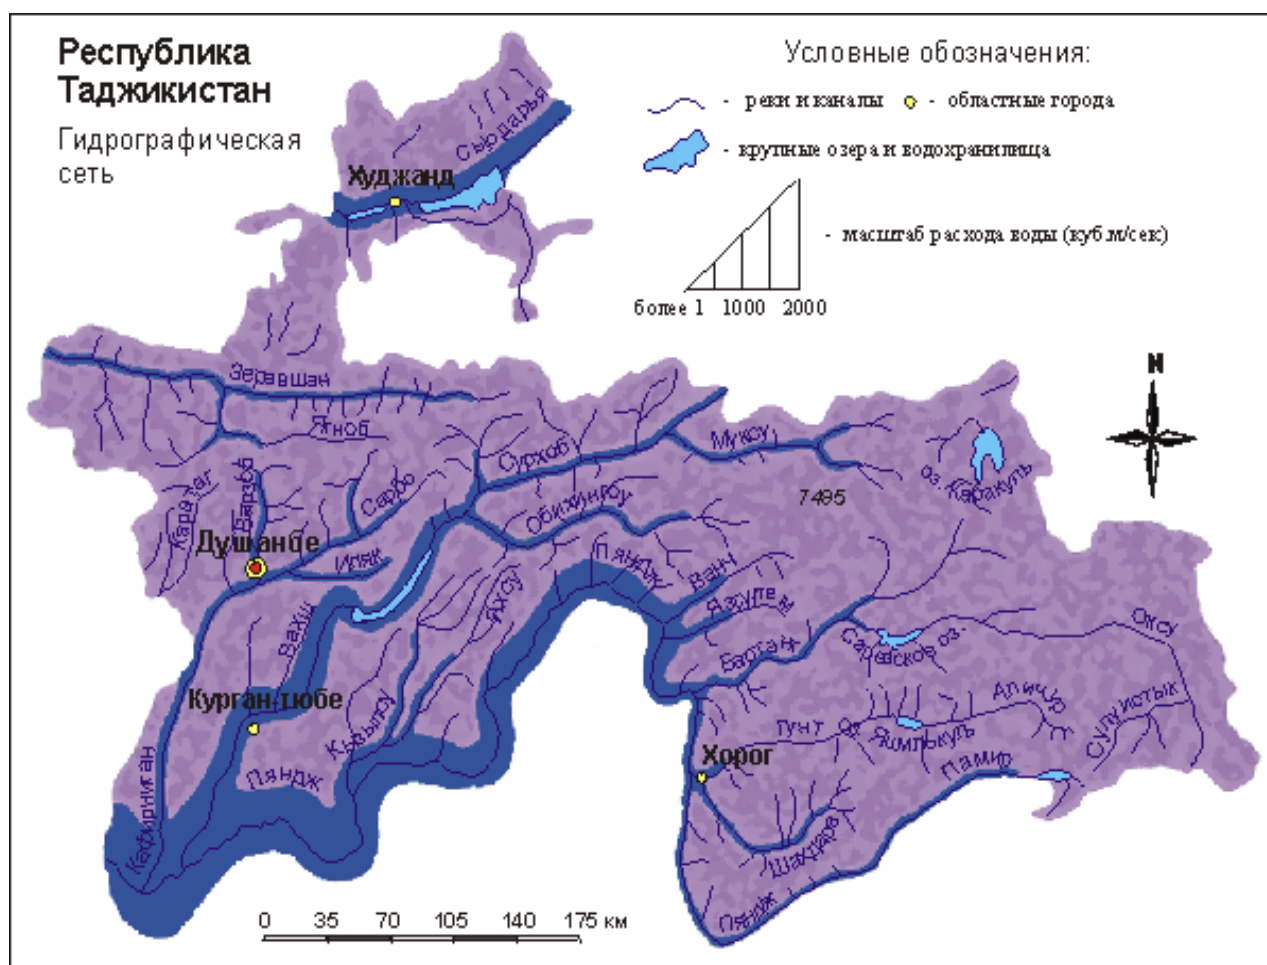 Республика
Таджикистан
Гидрографическая
сеть
Условные обозначения:
- реки и каналы
- областные города
- крупные озера и водохранилища
- масштаб расхода воды (куб.м/сек)
более 1 1000 2000
N
Сырдарья
Худжанд
Зеравшан
Ягноб
Каратаг
Варзоб
Сарбо
Сурхоб
Муксу
оз. Каракуль
7495
Обихингоу
Душанбе
Иляк
Пяндж
Ванч
Язгулем
Вахш
Яхсу
Бартанг
Сарезское оз.
Оксу
Курган-тюбе
Кызылсу
Пяндж
Гунт
Оз. Яшилькуль
Аличур
Сулуистык
Хорог
Памир
Кафирниган
Шахдара
Пяндж
0 35 70 105 140 175 км